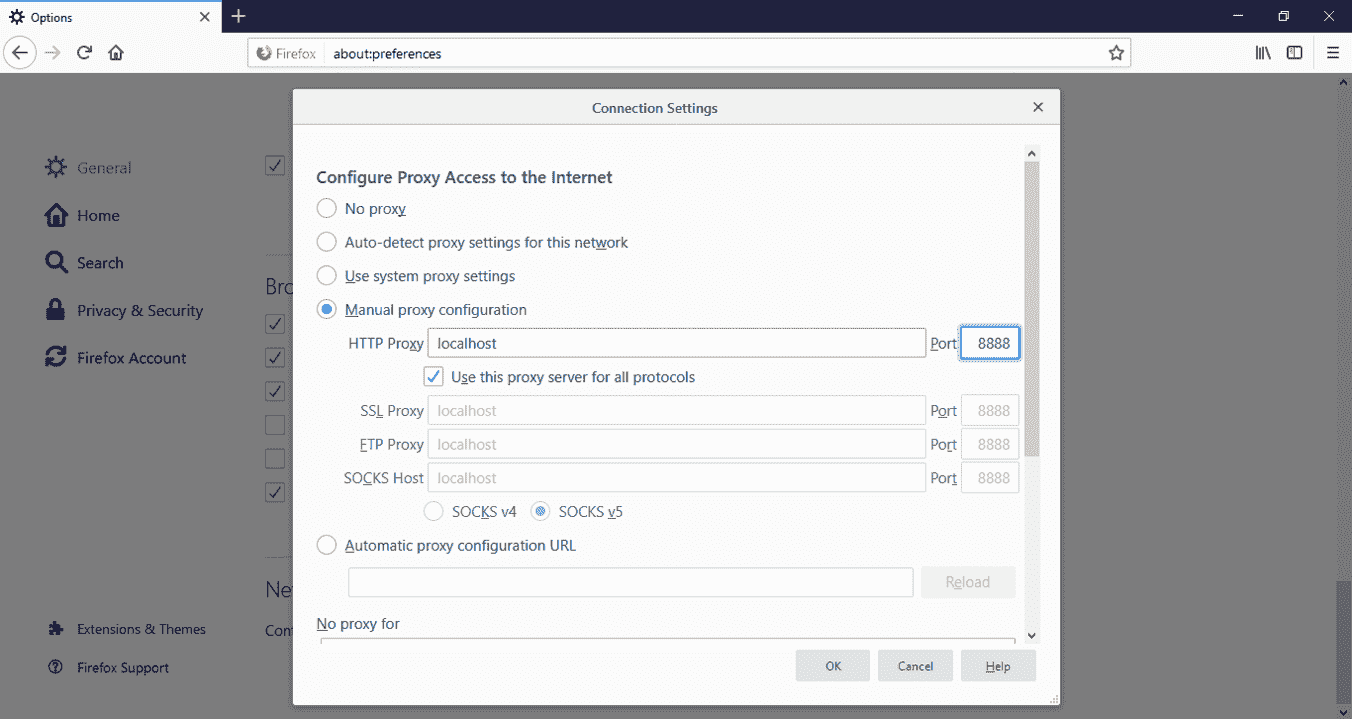 Options
Firefox about:preferences
Connection Settings
General
Home
Search
Privacy & Security
Firefox Account
Extensions & Themes
Firefox Support
Configure Proxy Access to the Internet
No proxy
Auto-detect proxy settings for this network
Use system proxy settings
Manual proxy configuration
HTTP Proxy localhost Port 8888
Use this proxy server for all protocols
SSL Proxy localhost Port 8888
FTP Proxy localhost Port 8888
SOCKS Host localhost Port 8888
SOCKS v4 SOCKS v5
Automatic proxy configuration URL
Reload
No proxy for
OK Cancel Help